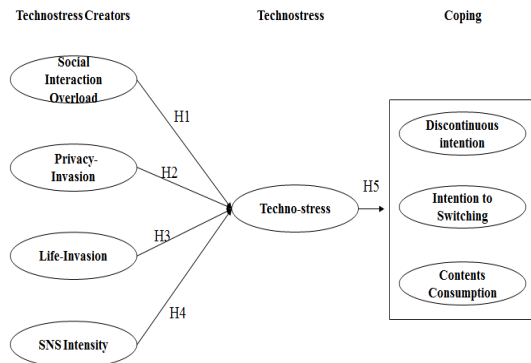 Technostress Creators
Technostress
Coping
Social
Interaction
Overload
H1
Privacy-
Invasion
H2
Life-Invasion
H3
SNS Intensity
H4
Techno-stress
H5
Discontinuous
intention
Intention to
Switching
Contents
Consumption